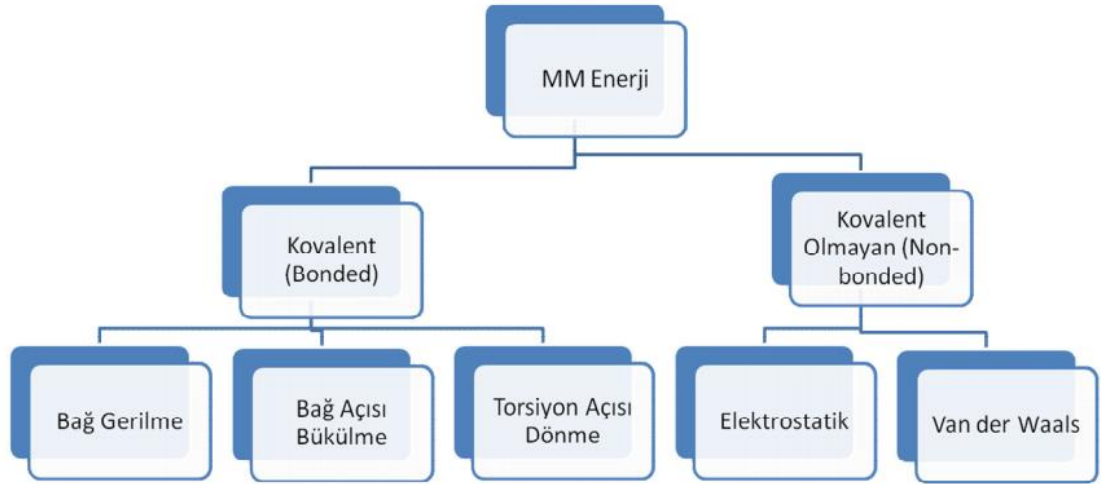 MM Enerji
Kovalent
(Bonded)
Kovalent
Olmayan (Non-
bonded)
Bağ Gerilme
Bağ Açısı
Bükülme
Torsiyon Açısı
Dönme
Elektrostatik
Van der Waals